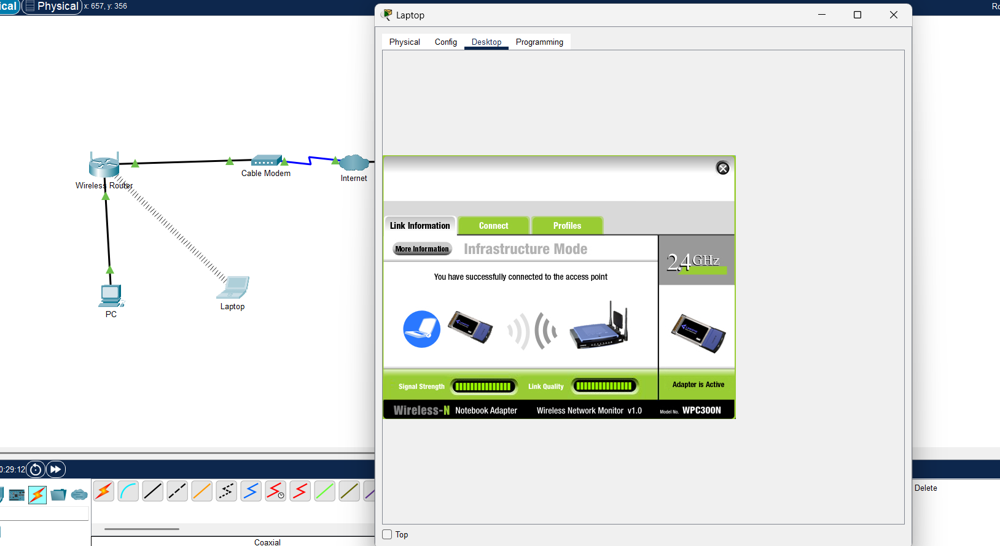 Physical
x: 657, y: 356
Laptop
Physical
Config
Desktop
Programming
Cable Modem
Internet
Wireless Router
PC
Laptop
Link Information
Connect
Profiles
More Information
Infrastructure Mode
2.4GHz
You have successfully connected to the access point
Signal Strength
Link Quality
Adapter is Active
Wireless-N Notebook Adapter
Wireless Network Monitor v1.0
Model No. WPC300N
0:29:12
Delete
Top
Coaxial